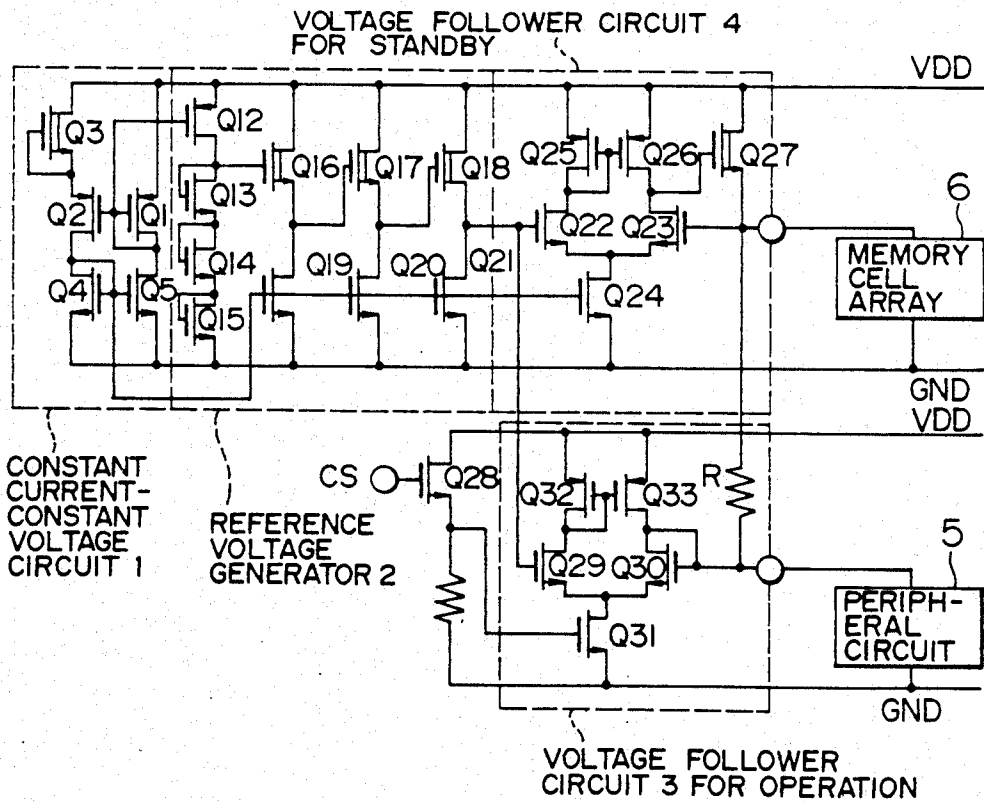 VOLTAGE FOLLOWER CIRCUIT 4
FOR STANDBY
VDD
Q3
Q12
Q25
Q26
Q27
Q16
Q17
Q18
Q13
Q2
Q1
Q22
Q23
6
MEMORY
CELL
ARRAY
Q14
Q19
Q20
Q21
Q4
Q5
Q15
Q24
GND
VDD
CONSTANT
CURRENT-
CONSTANT
VOLTAGE
CIRCUIT 1
CS
Q28
Q32
Q33
R
REFERENCE
VOLTAGE
GENERATOR 2
Q29
Q30
5
PERIPH-
ERAL
CIRCUIT
Q31
GND
VOLTAGE FOLLOWER
CIRCUIT 3 FOR OPERATION